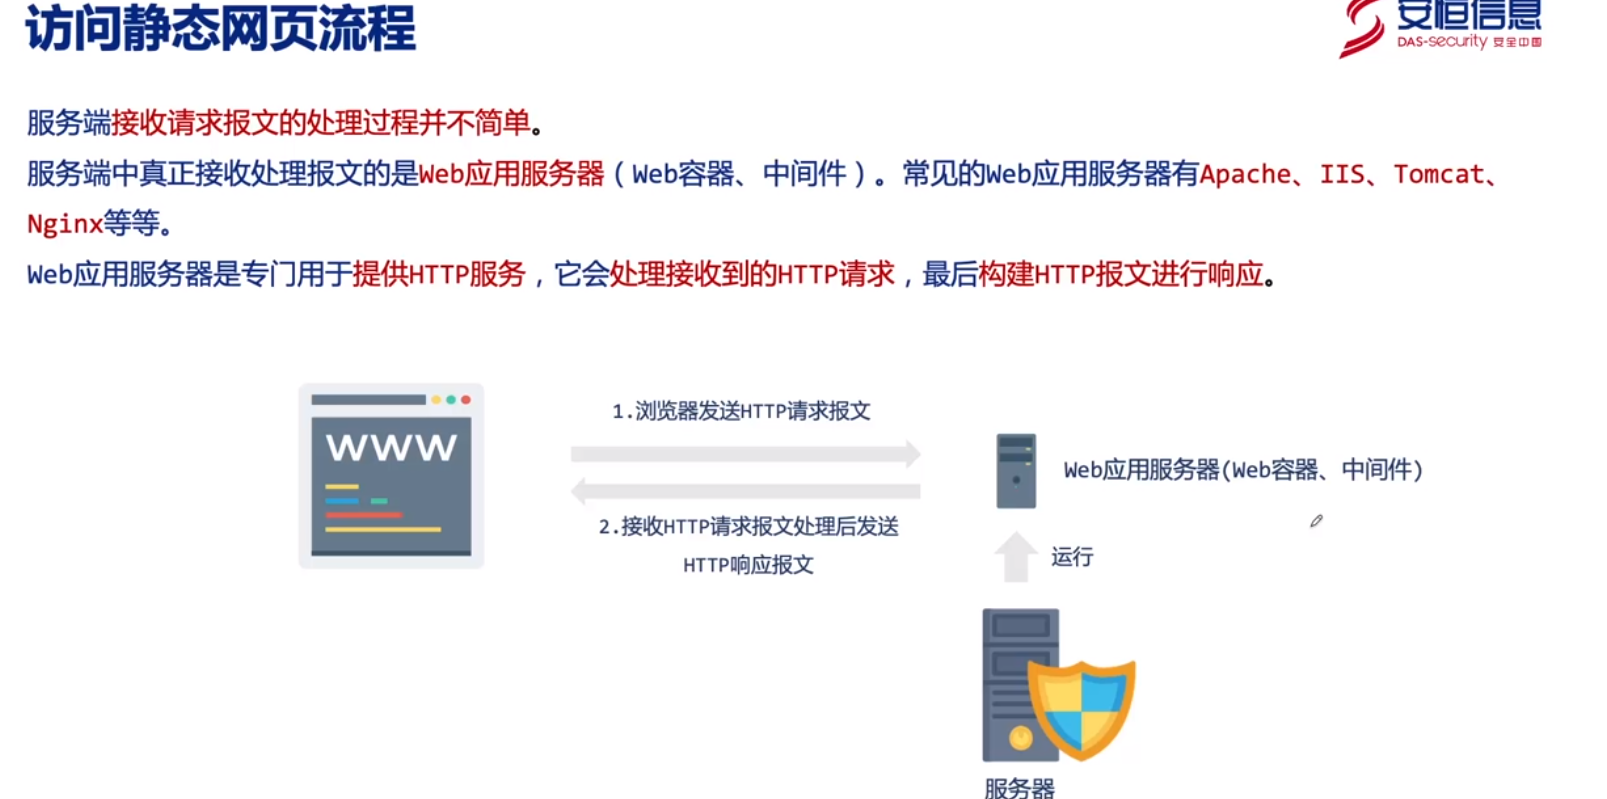 访问静态网页流程
安恒信息
DAS-security 安全中国
服务端接收请求报文的处理过程并不简单。
服务端中真正接收处理报文的是Web应用服务器（Web容器、中间件）。常见的Web应用服务器有Apache、IIS、Tomcat、
Nginx等等。
Web应用服务器是专门用于提供HTTP服务，它会处理接收到的HTTP请求，最后构建HTTP报文进行响应。
WWW
1.浏览器发送HTTP请求报文
2.接收HTTP请求报文处理后发送
HTTP响应报文
Web应用服务器(Web容器、中间件)
运行
服务器